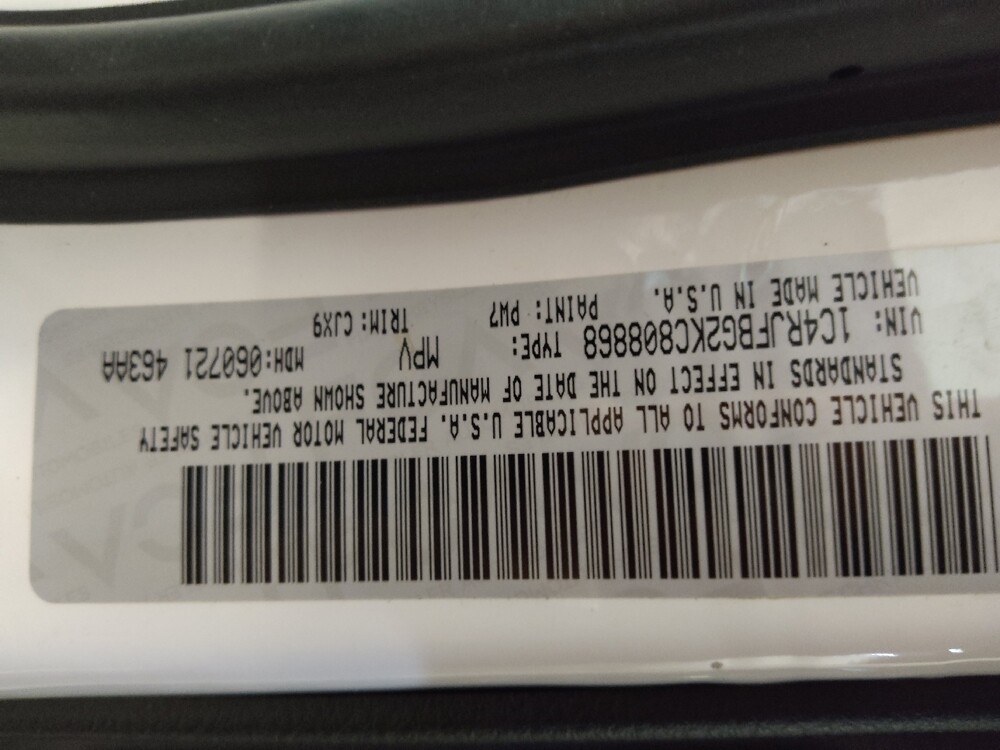 THIS VEHICLE CONFORMS TO ALL APPLICABLE U.S.A. FEDERAL MOTOR VEHICLE SAFETY
STANDARDS IN EFFECT ON THE DATE OF MANUFACTURE SHOWN ABOVE.
VIN: 1C4RJFBG2KC808868 TYPE: MPV MDH:060721 463AA
VEHICLE MADE IN U.S.A. PAINT: PW7 TRIM: CJX9